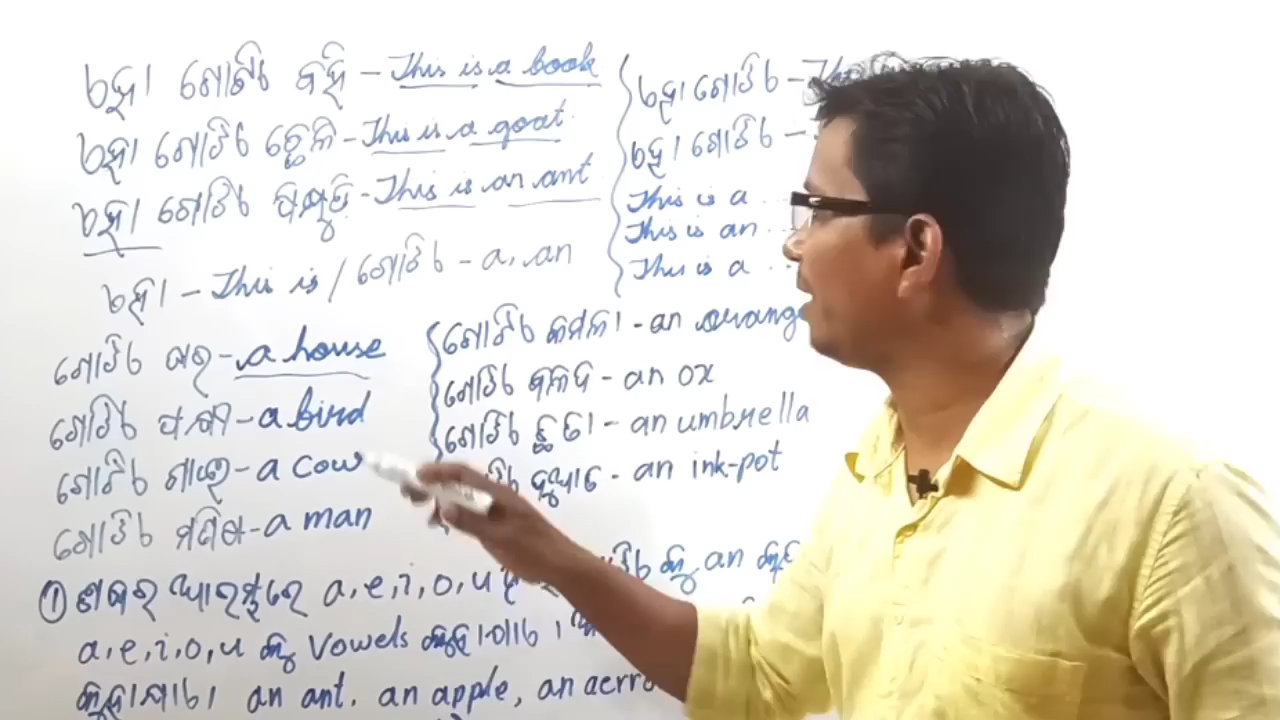 ଏହା ଗୋଟିଏ ବହି - This is a book
ଏହା ଗୋଟିଏ ଛେଳି - This is a goat
ଏହା ଗୋଟିଏ ପିମ୍ପୁଡ଼ି - This is an ant
ଏହା - This is / ଗୋଟିଏ - a, an
ଏହା ଗୋଟିଏ -
ଏହା ଗୋଟିଏ -
This is a ...
This is an ...
This is a ...
ଗୋଟିଏ ଘର - a house
ଗୋଟିଏ ପକ୍ଷୀ - a bird
ଗୋଟିଏ ଗାଈ - a cow
ଗୋଟିଏ ମଣିଷ - a man
ଗୋଟିଏ କମଳା - an
ଗୋଟିଏ ବଳଦ - an ox
ଗୋଟିଏ ଛତା - an umbrella
ଦୁଆତ - an ink-pot
① ଶବ୍ଦର ଆରମ୍ଭରେ a, e, i, o, u an
a, e, i, o, u କୁ Vowels କୁହାଯାଏ ।
କୁହାଯାଏ । an ant, an apple, an